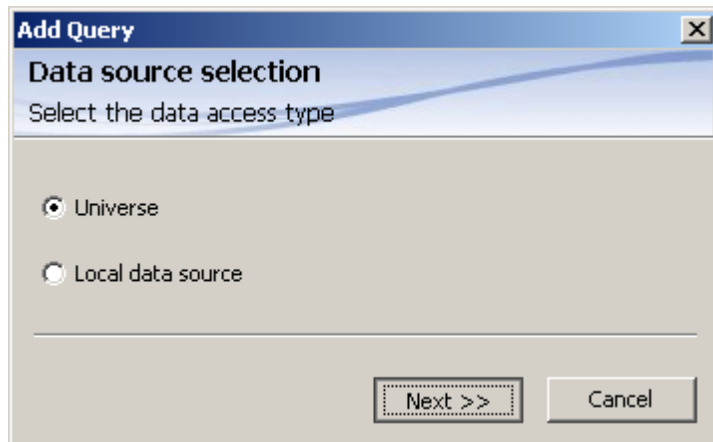 Add Query
Data source selection
Select the data access type
Universe
Local data source
Next >>
Cancel